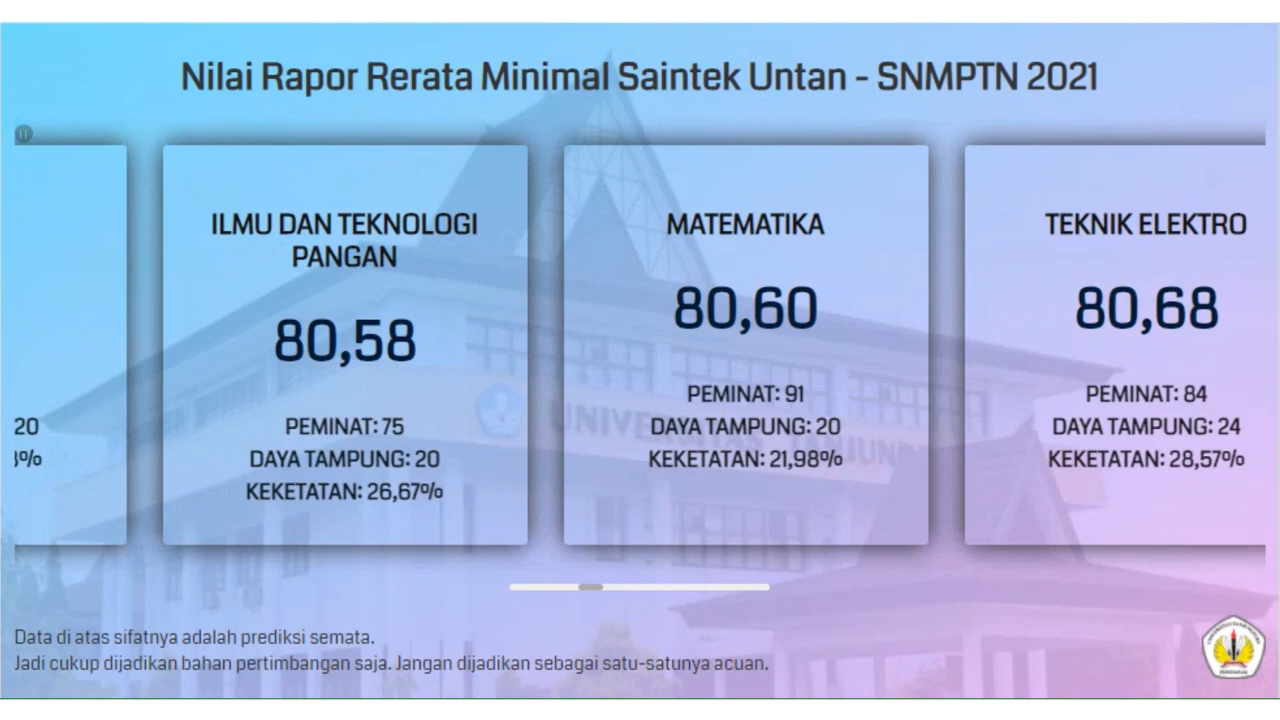 Nilai Rapor Rerata Minimal Saintek Untan - SNMPTN 2021
20
%
ILMU DAN TEKNOLOGI
PANGAN
80,58
PEMINAT: 75
DAYA TAMPUNG: 20
KEKETATAN: 26,67%
MATEMATIKA
80,60
PEMINAT: 91
DAYA TAMPUNG: 20
KEKETATAN: 21,98%
TEKNIK ELEKTRO
80,68
PEMINAT: 84
DAYA TAMPUNG: 24
KEKETATAN: 28,57%
UNIVERSITAS TANJUN
Data di atas sifatnya adalah prediksi semata.
Jadi cukup dijadikan bahan pertimbangan saja. Jangan dijadikan sebagai satu-satunya acuan.